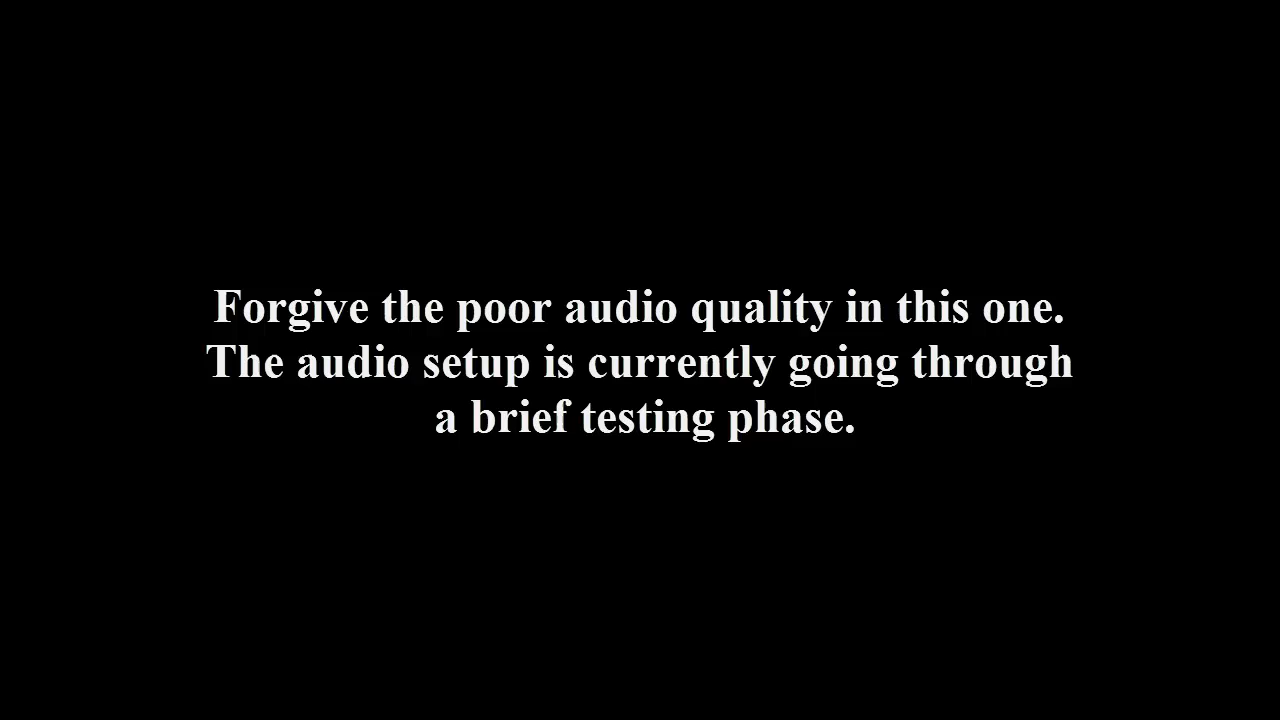 Forgive the poor audio quality in this one.
The audio setup is currently going through
a brief testing phase.